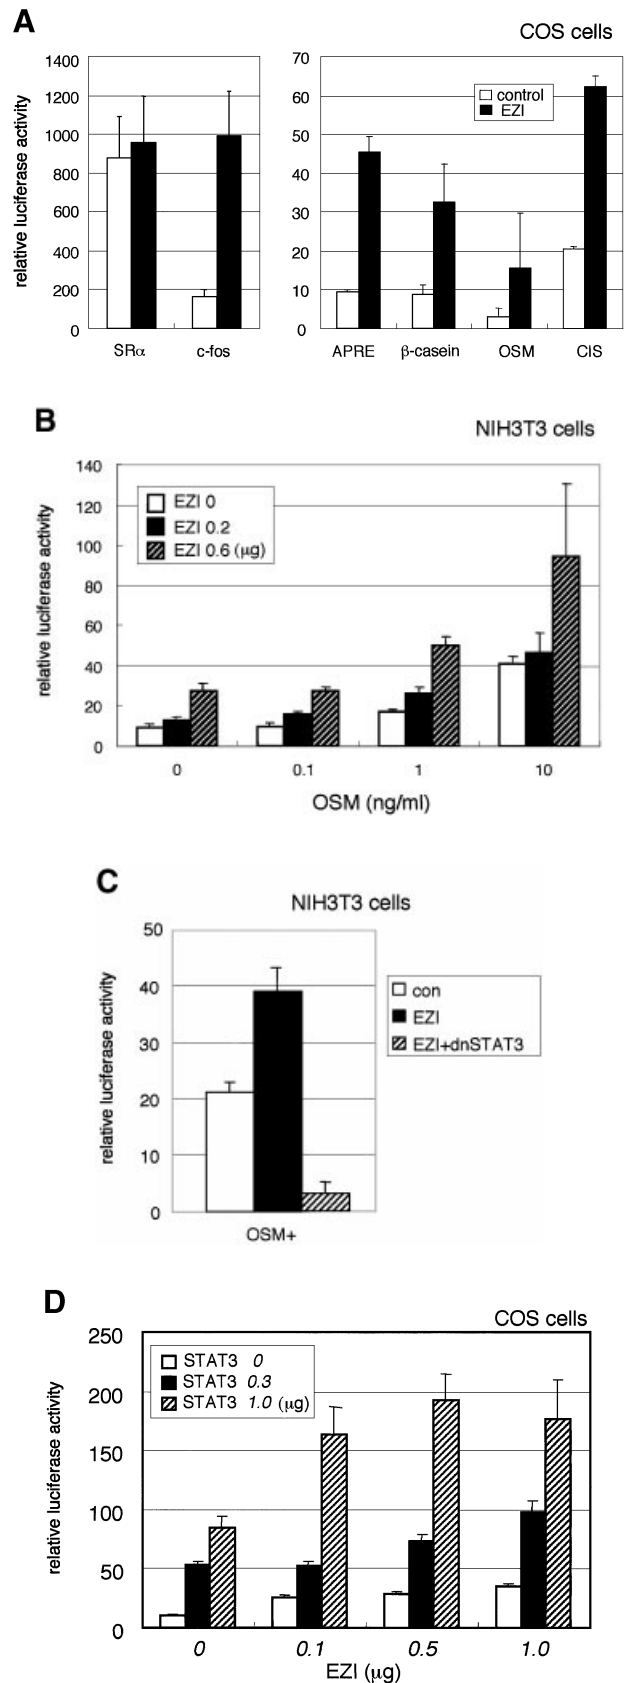 A
COS cells
relative luciferase activity
1400
1200
1000
800
600
400
200
0
SRα
c-fos
70
60
50
40
30
20
10
0
control
EZI
APRE
β-casein
OSM
CIS
B
NIH3T3 cells
relative luciferase activity
140
120
100
80
60
40
20
0
EZI 0
EZI 0.2
EZI 0.6 (μg)
0
0.1
1
10
OSM (ng/ml)
C
NIH3T3 cells
relative luciferase activity
50
40
30
20
10
0
con
EZI
EZI+dnSTAT3
OSM+
D
COS cells
relative luciferase activity
250
200
150
100
50
0
STAT3 0
STAT3 0.3
STAT3 1.0 (μg)
0
0.1
0.5
1.0
EZI (μg)